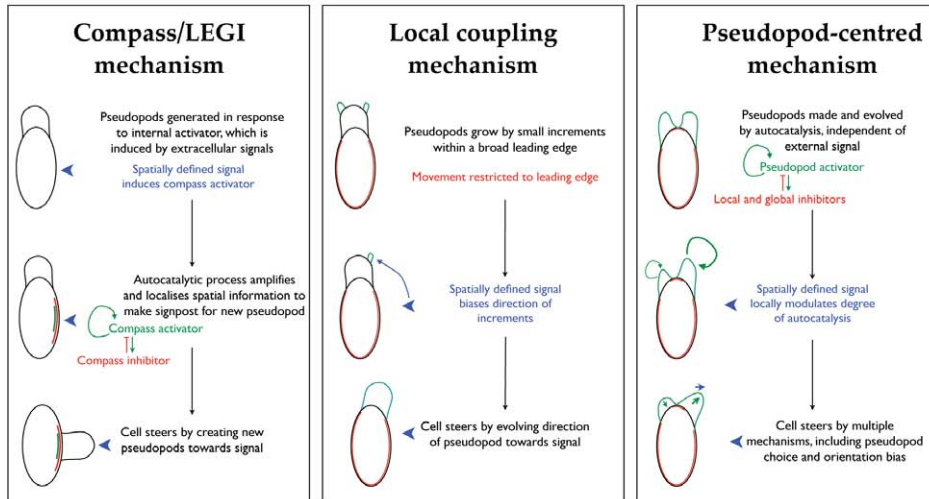 Compass/LEGI
mechanism
Pseudopods generated in response
to internal activator, which is
induced by extracellular signals
Spatially defined signal
induces compass activator
Autocatalytic process amplifies
and localises spatial information to
make signpost for new pseudopod
Compass activator
Compass inhibitor
Cell steers by creating new
pseudopods towards signal
Local coupling
mechanism
Pseudopods grow by small increments
within a broad leading edge
Movement restricted to leading edge
Spatially defined signal
biases direction of
increments
Cell steers by evolving
direction of pseudopod towards signal
Pseudopod-centred
mechanism
Pseudopods made and evolved
by autocatalysis, independent of
external signal
Pseudopod activator
Local and global inhibitors
Spatially defined signal
locally modulates degree
of autocatalysis
Cell steers by multiple
mechanisms, including pseudopod
choice and orientation bias